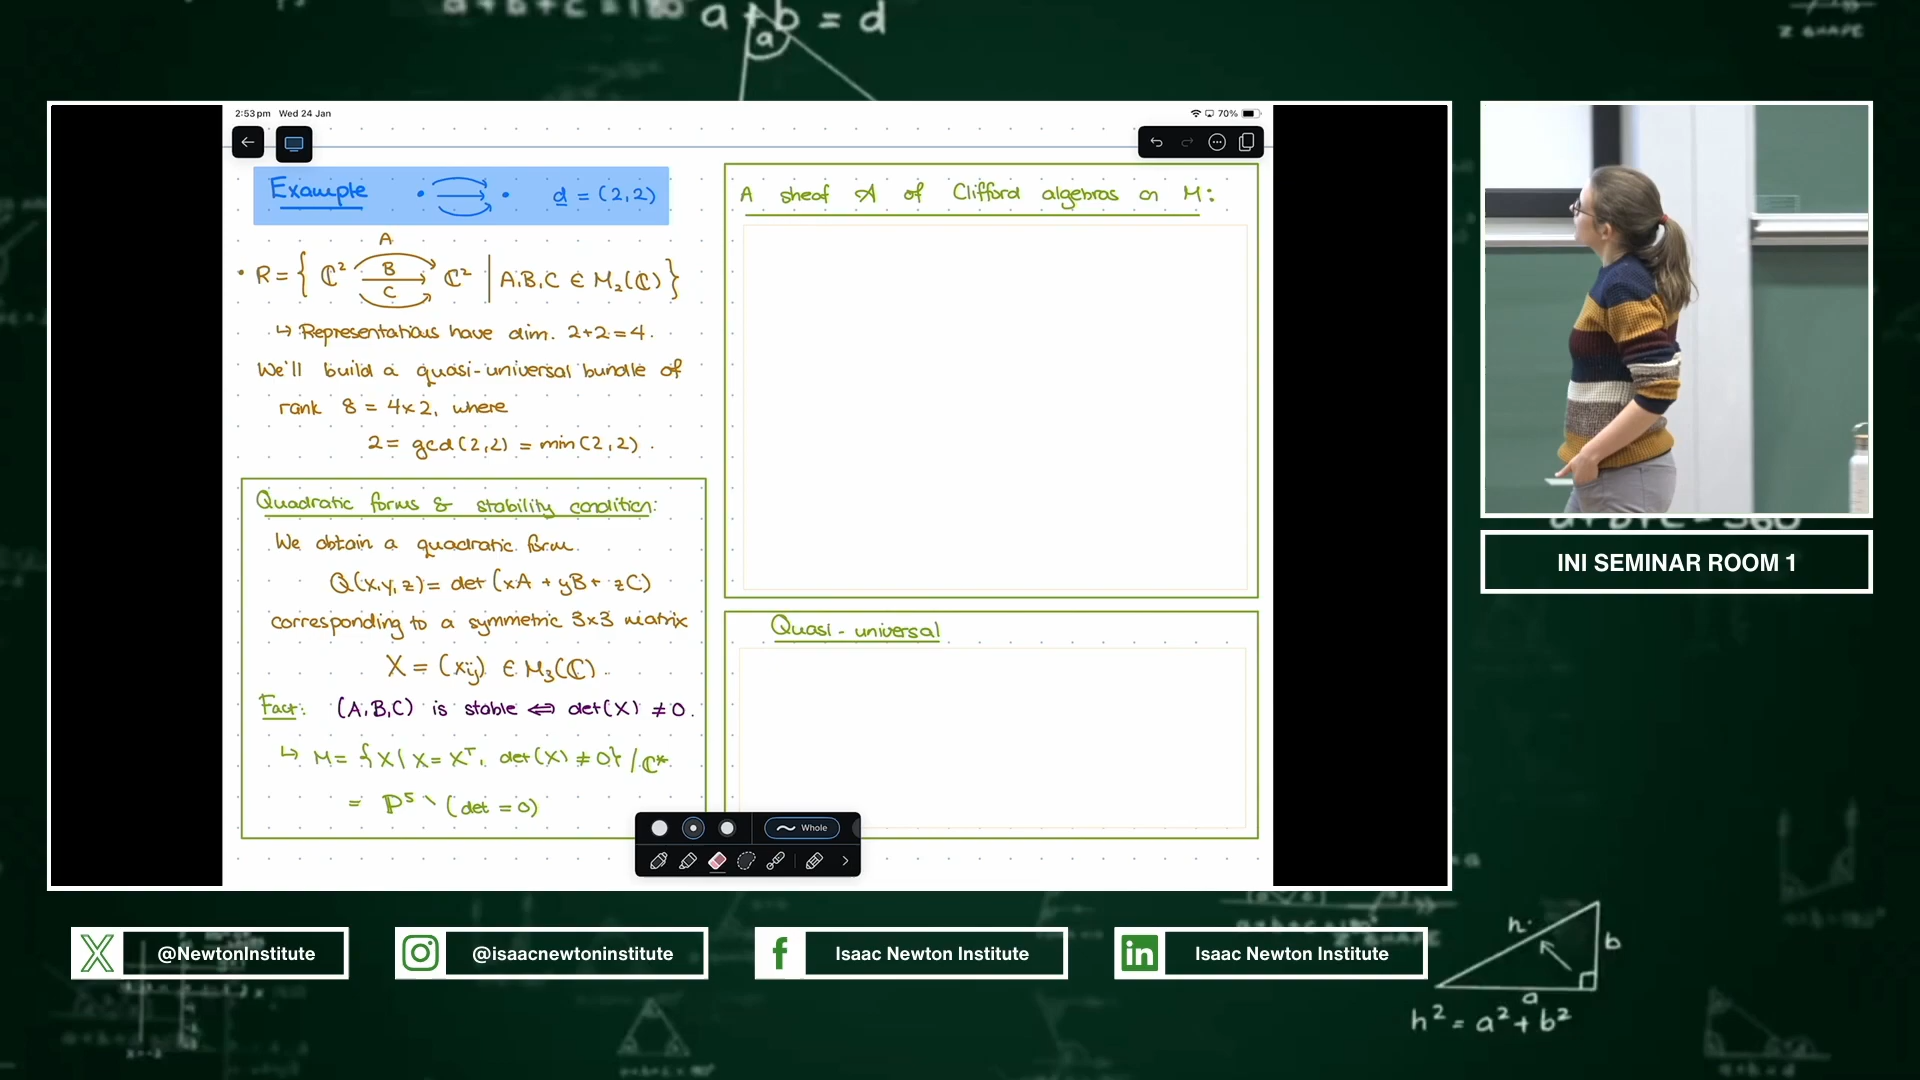 a + b + c = 180°
a + b = d
a
Z SHAPE
2:53 pm Wed 24 Jan
70%
Example d = (2,2)
A
• R = { ℂ² B ℂ² | A,B,C ∈ M₂(ℂ) }
C
↳ Representations have dim. 2+2=4.
We'll build a quasi-universal bundle of
rank 8 = 4×2, where
2 = gcd(2,2) = min(2,2).
Quadratic forms & stability condition:
We obtain a quadratic form
Q(x,y,z) = det(xA + yB + zC)
corresponding to a symmetric 3×3 matrix
X = (xij) ∈ M₃(ℂ).
Fact: (A,B,C) is stable ⟺ det(X) ≠ 0.
↳ M = {X | X = Xᵀ, det(X) ≠ 0} / ℂ*
= P⁵ \ (det = 0)
A sheaf A of Clifford algebras on M:
Quasi-universal
Whole
INI SEMINAR ROOM 1
@NewtonInstitute
@isaacnewtoninstitute
Isaac Newton Institute
Isaac Newton Institute
h
b
a
h² = a² + b²